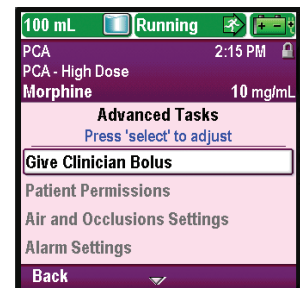 100 mL Running
PCA 2:15 PM
PCA - High Dose
Morphine 10 mg/mL
Advanced Tasks
Press 'select' to adjust
Give Clinician Bolus
Patient Permissions
Air and Occlusions Settings
Alarm Settings
Back